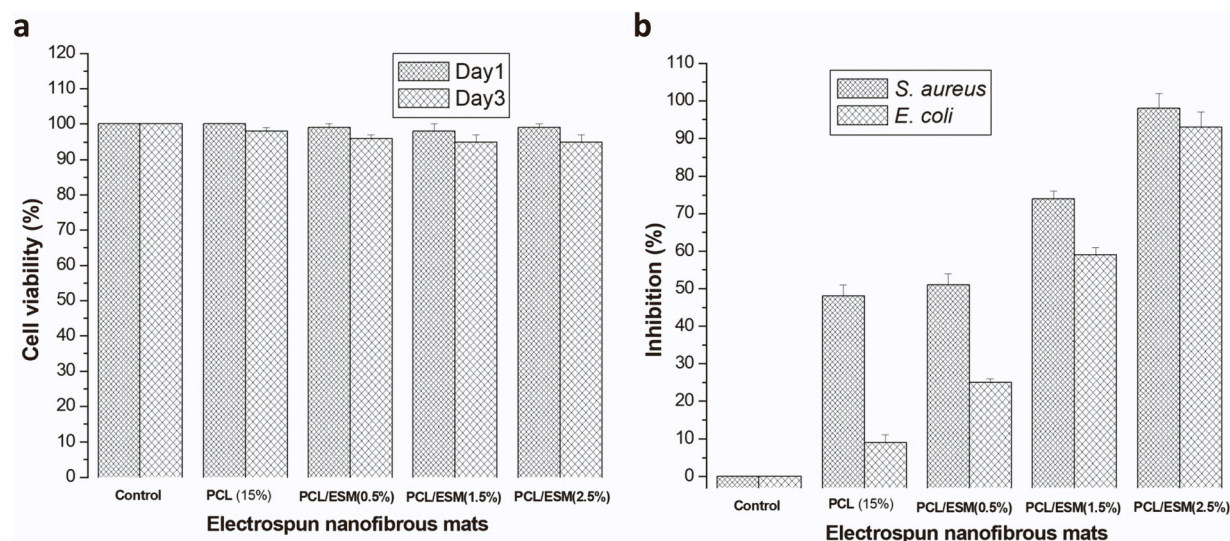 a
120
110
100
90
80
70
60
50
40
30
20
10
0
Cell viability (%)
Day1
Day3
Control
PCL (15%)
PCL/ESM(0.5%)
PCL/ESM(1.5%)
PCL/ESM(2.5%)
Electrospun nanofibrous mats
b
110
100
90
80
70
60
50
40
30
20
10
0
Inhibition (%)
S. aureus
E. coli
Control
PCL (15%)
PCL/ESM(0.5%)
PCL/ESM(1.5%)
PCL/ESM(2.5%)
Electrospun nanofibrous mats